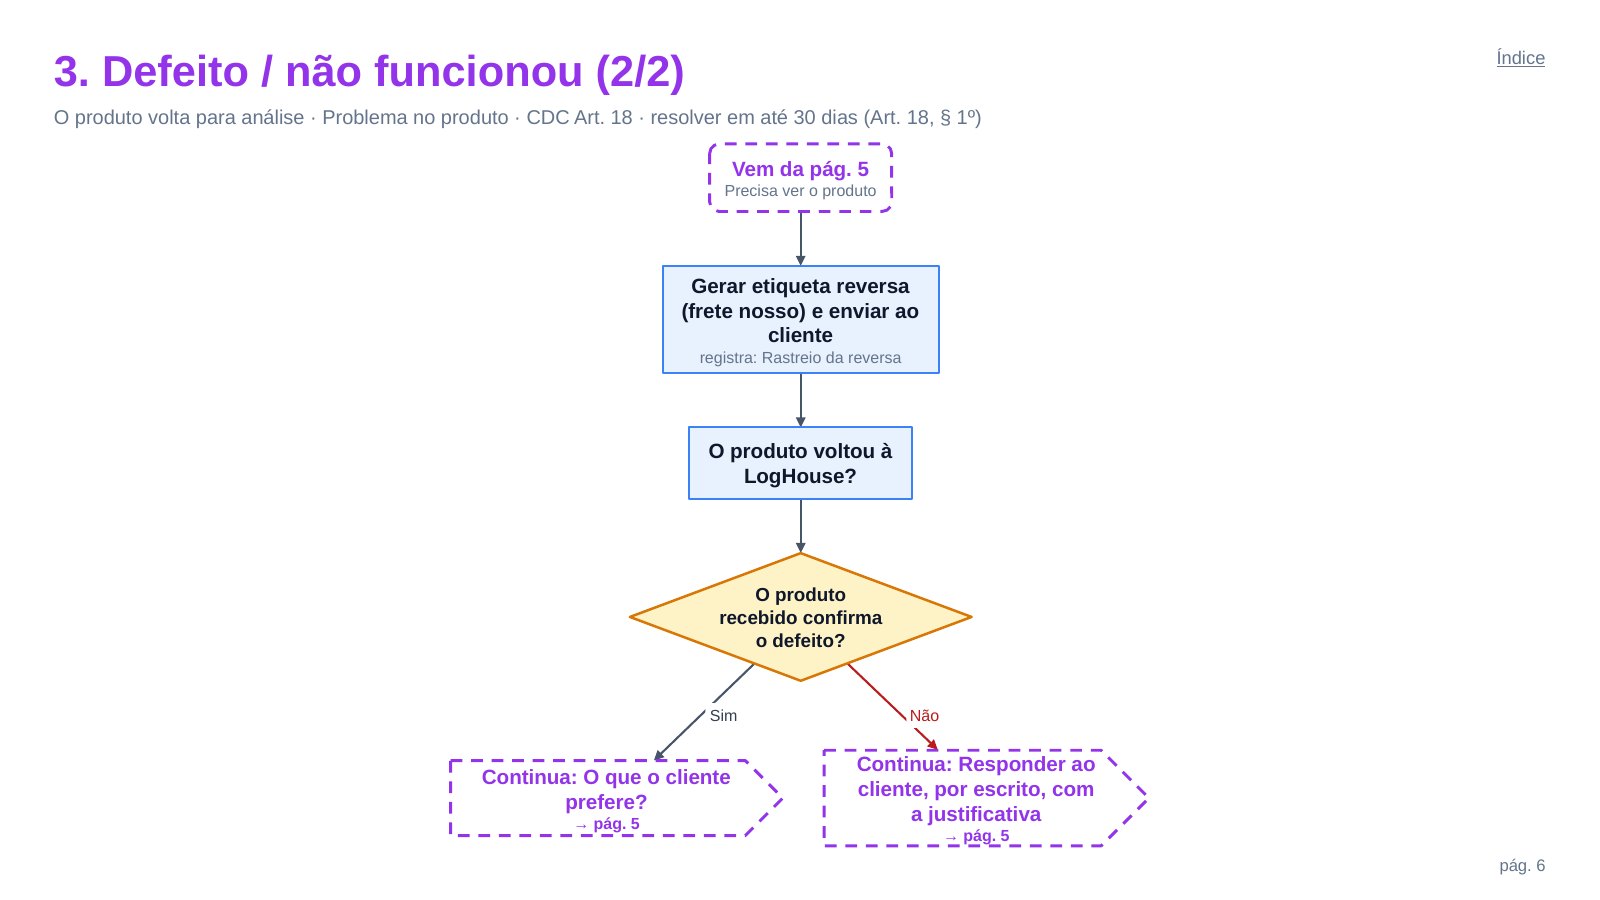 3. Defeito / não funcionou (2/2)
Índice
O produto volta para análise · Problema no produto · CDC Art. 18 · resolver em até 30 dias (Art. 18, § 1º)
Vem da pág. 5
Precisa ver o produto
Gerar etiqueta reversa
(frete nosso) e enviar ao
cliente
registra: Rastreio da reversa
O produto voltou à
LogHouse?
O produto
recebido confirma
o defeito?
Sim
Não
Continua: O que o cliente
prefere?
→ pág. 5
Continua: Responder ao
cliente, por escrito, com
a justificativa
→ pág. 5
pág. 6